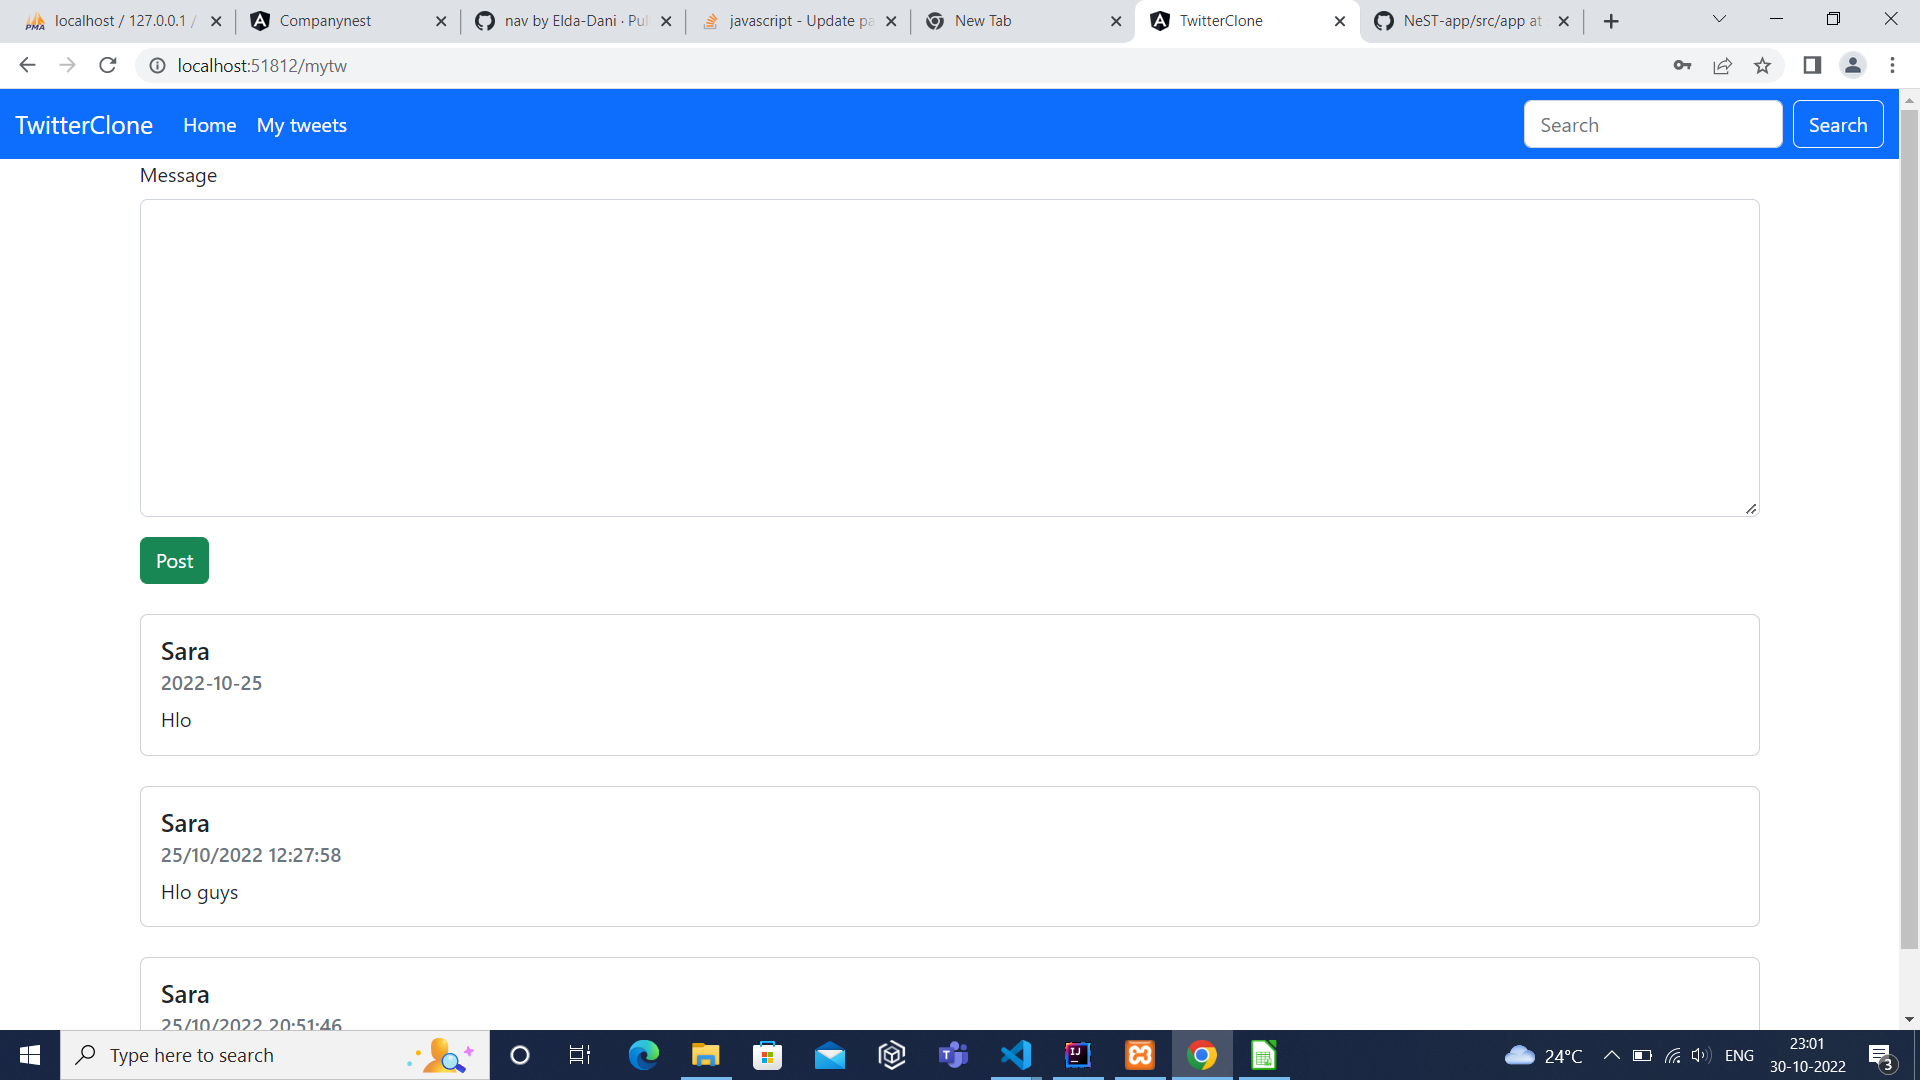 PMA localhost / 127.0.0.1 /
Companynest
nav by Elda-Dani · Pul
javascript - Update pa
New Tab
TwitterClone
NeST-app/src/app at
localhost:51812/mytw
TwitterClone Home My tweets Search Search
Message
Post
Sara
2022-10-25
Hlo
Sara
25/10/2022 12:27:58
Hlo guys
Sara
25/10/2022 20:51:46
Type here to search
24°C ENG
23:01
30-10-2022
3